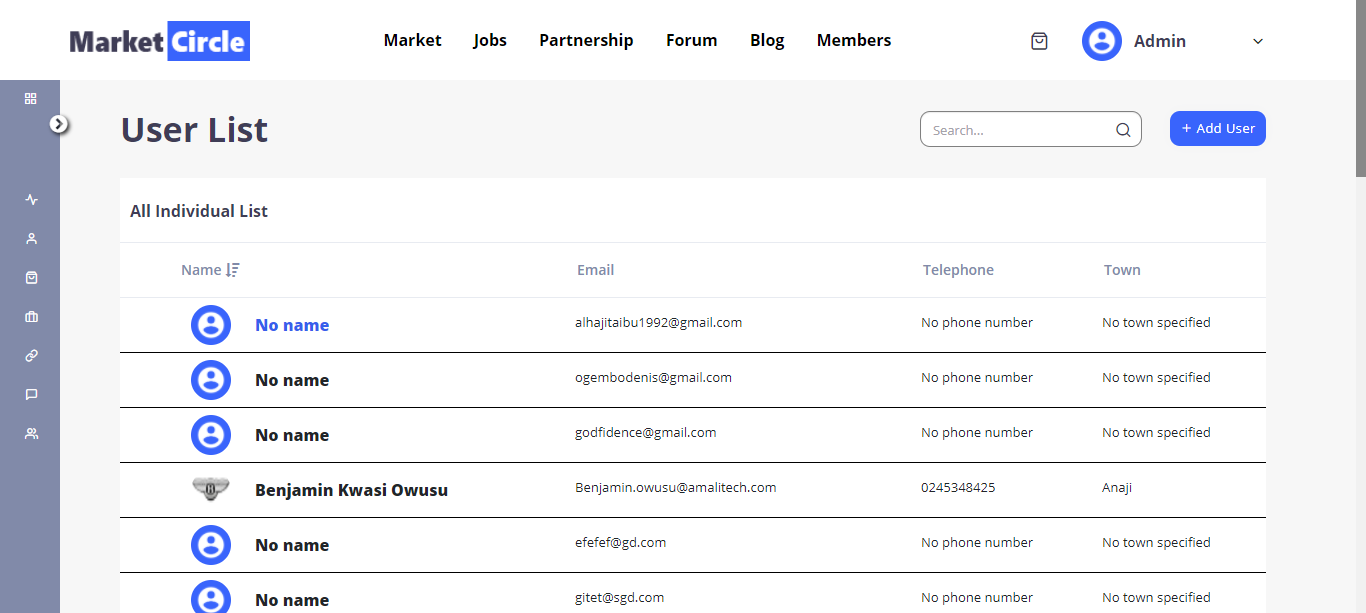 Market Circle Market Jobs Partnership Forum Blog Members Admin
User List Search... + Add User
All Individual List
Name Email Telephone Town
No name alhajitaibu1992@gmail.com No phone number No town specified
No name ogembodenis@gmail.com No phone number No town specified
No name godfidence@gmail.com No phone number No town specified
Benjamin Kwasi Owusu Benjamin.owusu@amalitech.com 0245348425 Anaji
No name efefef@gd.com No phone number No town specified
No name gitet@sgd.com No phone number No town specified